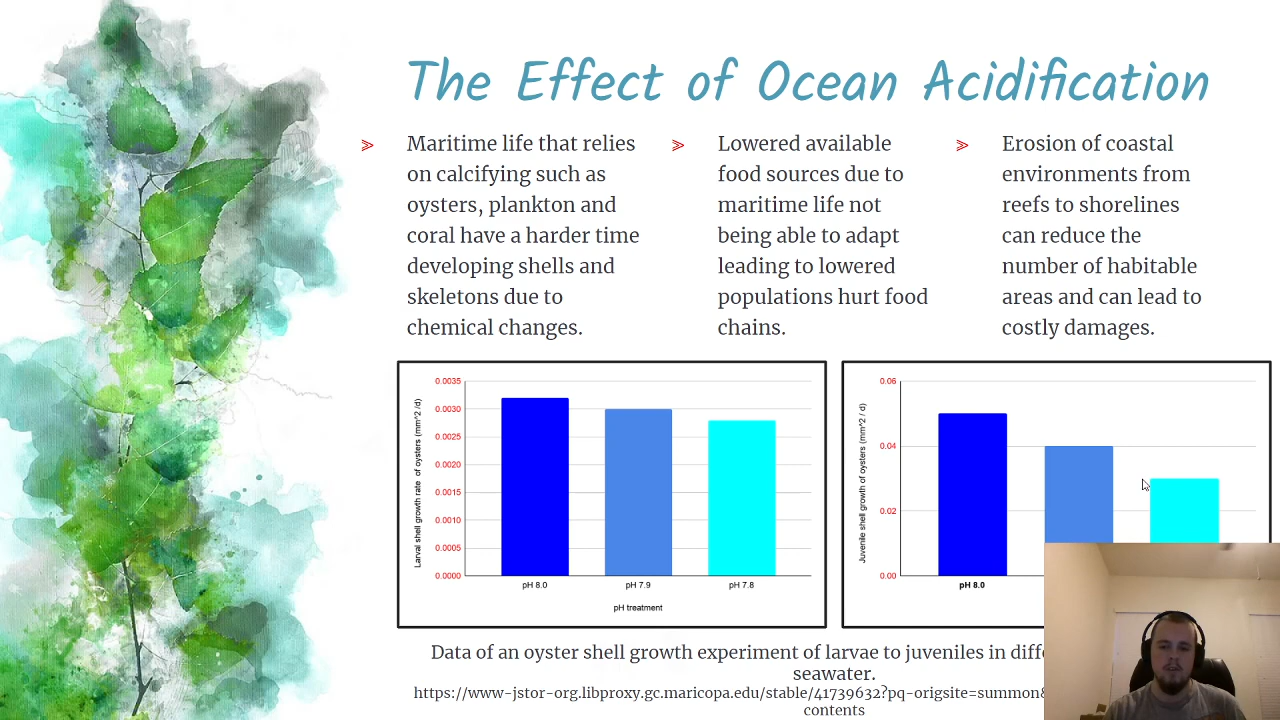 The Effect of Ocean Acidification
Maritime life that relies
on calcifying such as
oysters, plankton and
coral have a harder time
developing shells and
skeletons due to
chemical changes.
Lowered available
food sources due to
maritime life not
being able to adapt
leading to lowered
populations hurt food
chains.
Erosion of coastal
environments from
reefs to shorelines
can reduce the
number of habitable
areas and can lead to
costly damages.
Larval shell growth rate of oysters (mm^2 /d)
0.0035
0.0030
0.0025
0.0020
0.0015
0.0010
0.0005
0.0000
pH 8.0 pH 7.9 pH 7.8
pH treatment
Juvenile shell growth of oysters (mm^2 / d)
0.06
0.04
0.02
0.00
pH 8.0
Data of an oyster shell growth experiment of larvae to juveniles in
seawater.
https://www-jstor-org.libproxy.gc.maricopa.edu/stable/41739632?pq-origsite=summon
contents